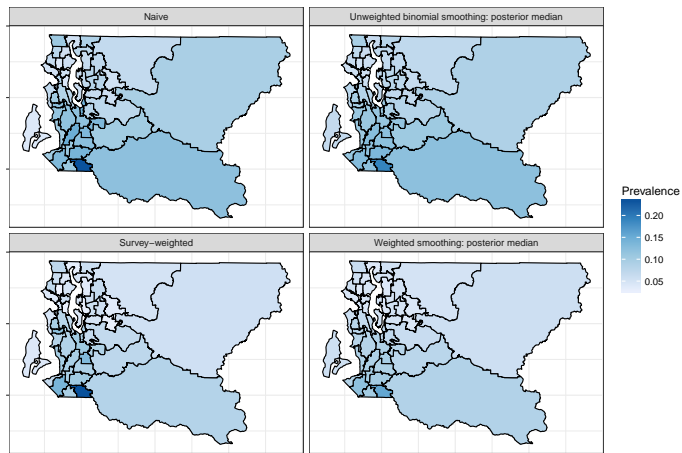 Naive
Unweighted binomial smoothing: posterior median
Survey−weighted
Weighted smoothing: posterior median
Prevalence
0.20
0.15
0.10
0.05